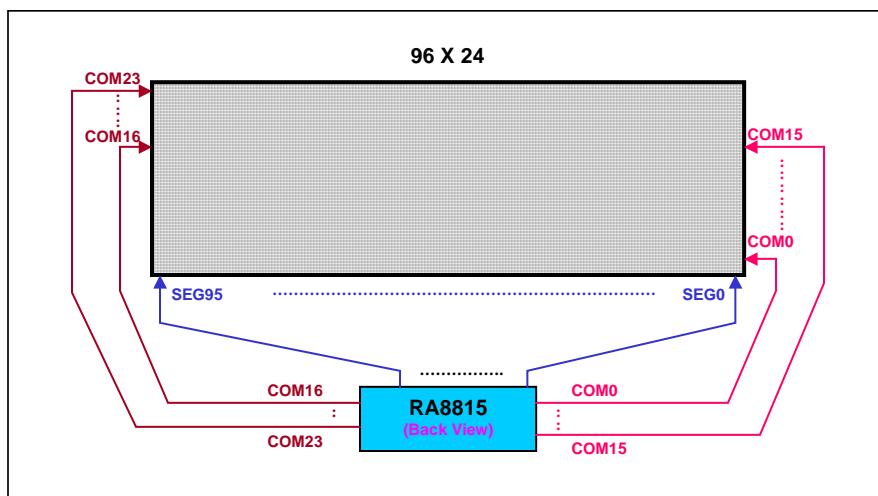 96 X 24
COM23
COM16
COM15
COM0
SEG95
SEG0
COM16
RA8815
COM0
(Back View)
COM23
COM15